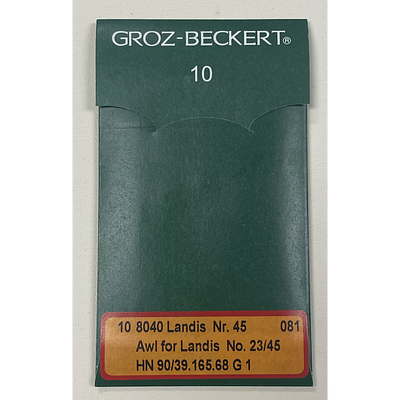 GROZ-BECKERT®
10
10 8040 Landis Nr. 45 081
Awl for Landis No. 23/45
HN 90/39.165.68 G 1